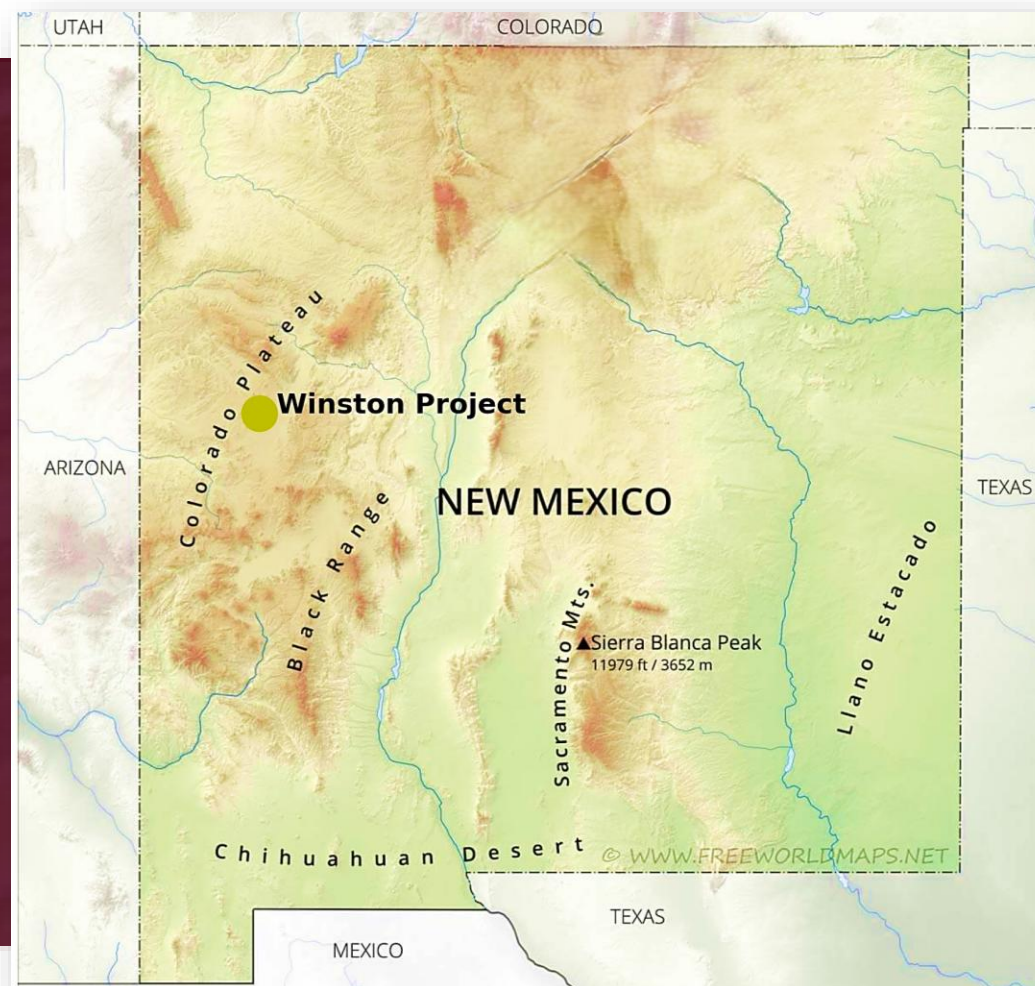 UTAH
COLORADO
Colorado Plateau
Winston Project
ARIZONA
NEW MEXICO
TEXAS
Black Range
Sacramento Mts.
Sierra Blanca Peak
11979 ft / 3652 m
Llano Estacado
Chihuahuan Desert
© WWW.FREEWORLDMAPS.NET
TEXAS
MEXICO